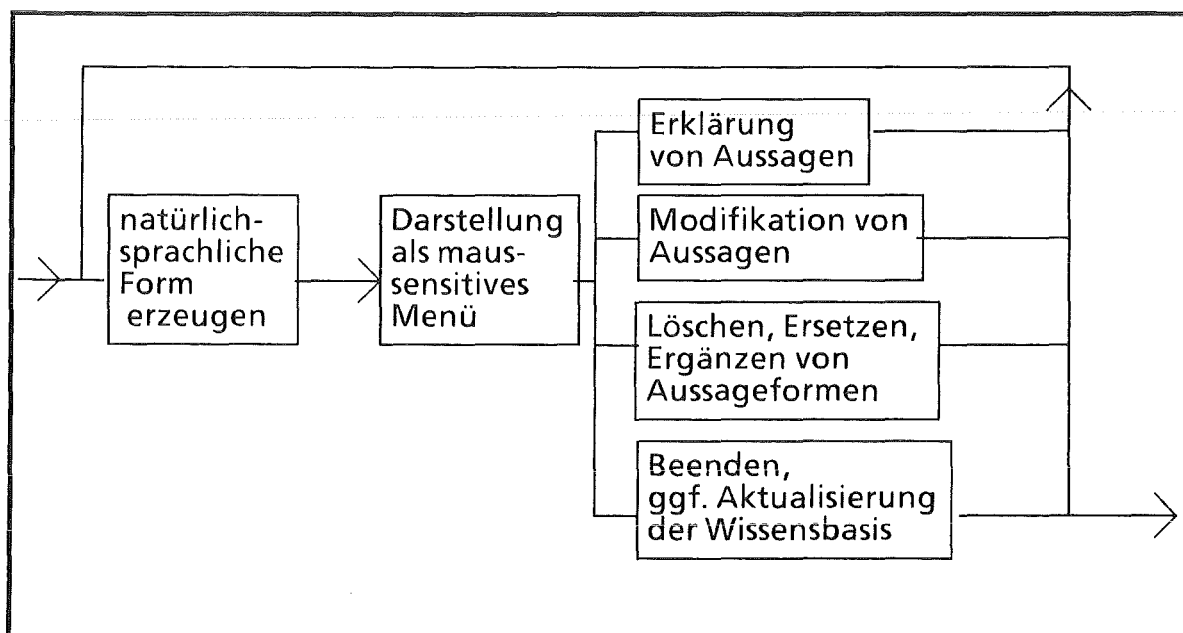 natürlich-
sprachliche
Form
erzeugen
Darstellung
als maus-
sensitives
Menü
Erklärung
von Aussagen
Modifikation von
Aussagen
Löschen, Ersetzen,
Ergänzen von
Aussageformen
Beenden,
ggf. Aktualisierung
der Wissensbasis